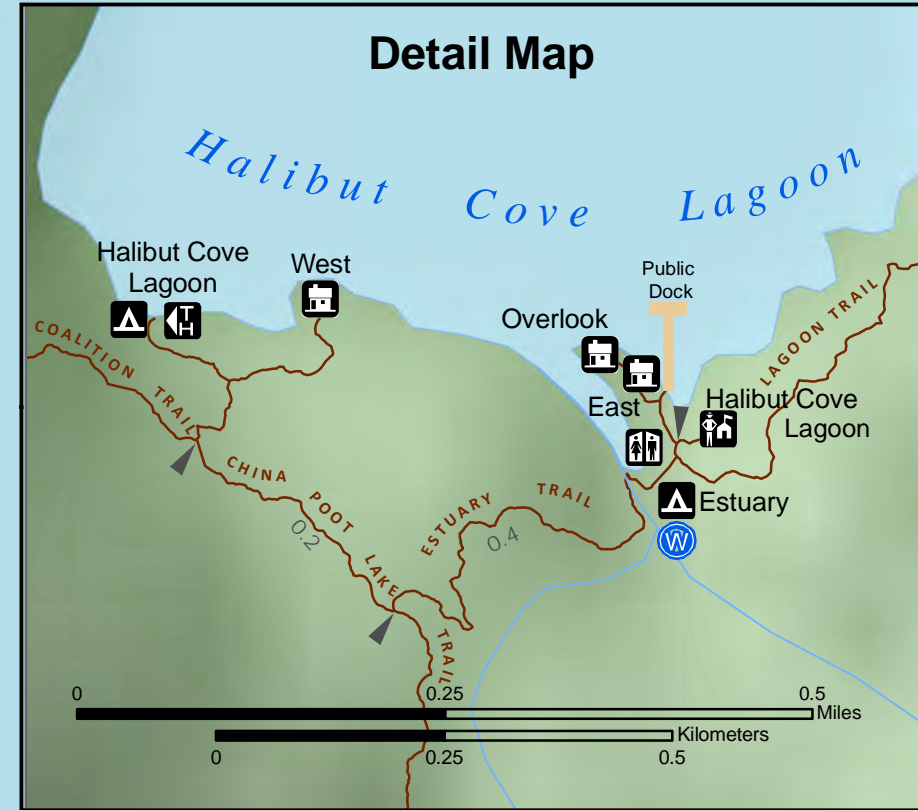 Detail Map
Halibut Cove Lagoon
Halibut Cove
Lagoon
West
Public
Dock
Overlook
East
Halibut Cove
Lagoon
LAGOON TRAIL
COALITION TRAIL
TH
CHINA POOT LAKE TRAIL
0.2
ESTUARY TRAIL
0.4
Estuary
W
0 0.25 0.5
Miles
Kilometers
0 0.25 0.5